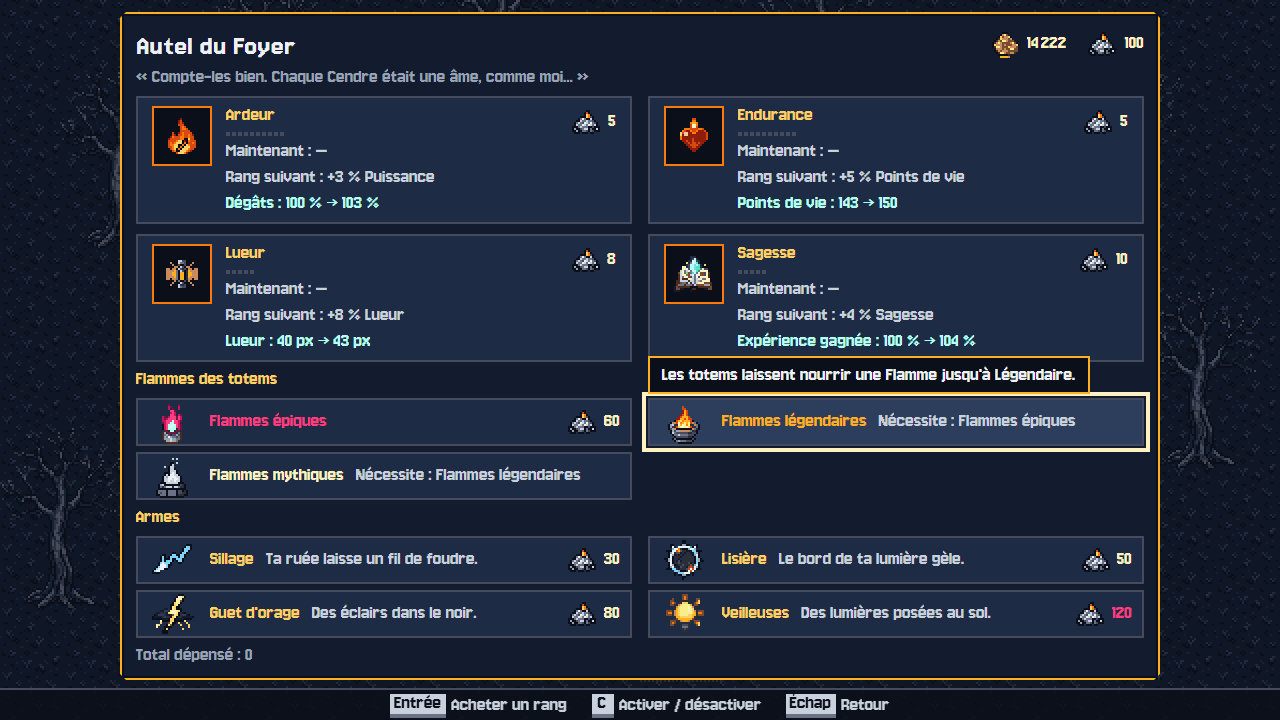 Autel du Foyer
14 222
100
« Compte-les bien. Chaque Cendre était une âme, comme moi... »
Ardeur
5
Maintenant : —
Rang suivant : +3 % Puissance
Dégâts : 100 % → 103 %
Endurance
5
Maintenant : —
Rang suivant : +5 % Points de vie
Points de vie : 143 → 150
Lueur
8
Maintenant : —
Rang suivant : +8 % Lueur
Lueur : 40 px → 43 px
Sagesse
10
Maintenant : —
Rang suivant : +4 % Sagesse
Expérience gagnée : 100 % → 104 %
Flammes des totems
Les totems laissent nourrir une Flamme jusqu'à Légendaire.
Flammes épiques 60
Flammes légendaires Nécessite : Flammes épiques
Flammes mythiques Nécessite : Flammes légendaires
Armes
Sillage Ta ruée laisse un fil de foudre. 30
Lisière Le bord de ta lumière gèle. 50
Guet d'orage Des éclairs dans le noir. 80
Veilleuses Des lumières posées au sol. 120
Total dépensé : 0
Entrée Acheter un rang C Activer / désactiver Échap Retour